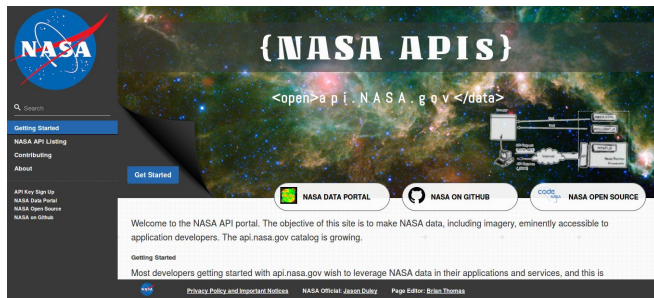 NASA
Search
Getting Started
NASA API Listing
Contributing
About
API Key Sign Up
NASA Data Portal
NASA Open Source
NASA on Github
{NASA APIs}
<open>api.NASA.gov</data>
Get Started
NASA DATA PORTAL
NASA ON GITHUB
code
NASA
NASA OPEN SOURCE
Welcome to the NASA API portal. The objective of this site is to make NASA data, including imagery, eminently accessible to
application developers. The api.nasa.gov catalog is growing.
Getting Started
Most developers getting started with api.nasa.gov wish to leverage NASA data in their applications and services, and this is
NASA
Privacy Policy and Important Notices
NASA Official: Jason Duley
Page Editor: Brian Thomas